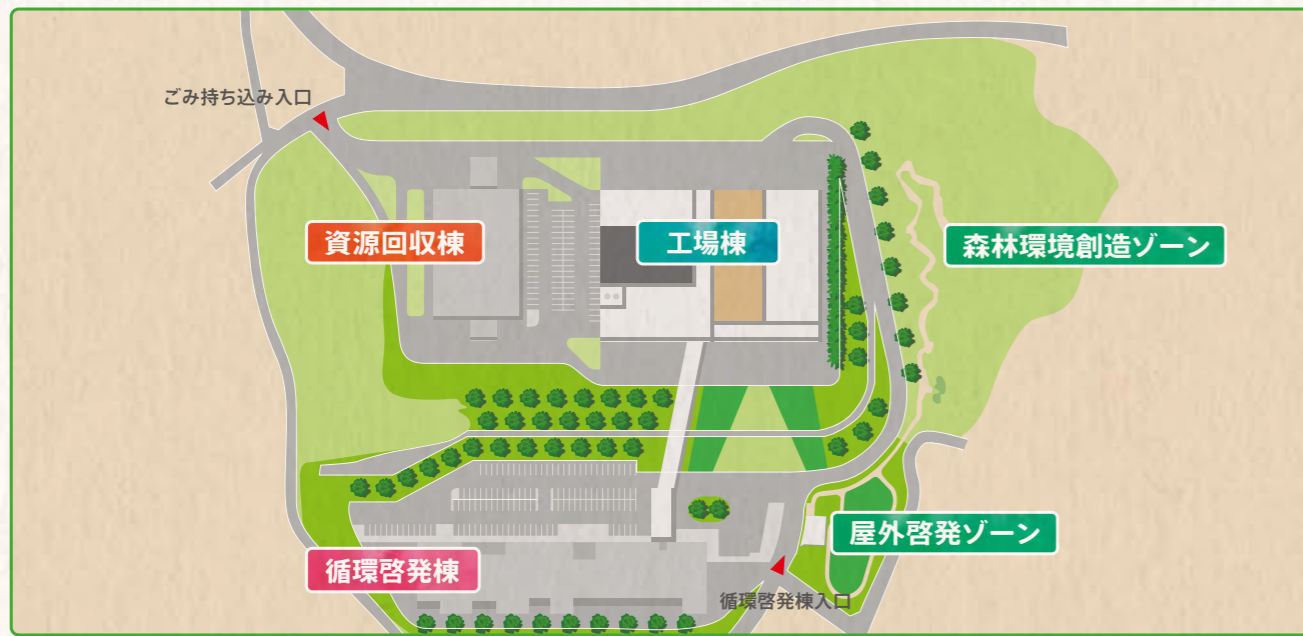 ごみ持ち込み入口
資源回収棟
工場棟
森林環境創造ゾーン
屋外啓発ゾーン
循環啓発棟
循環啓発棟入口